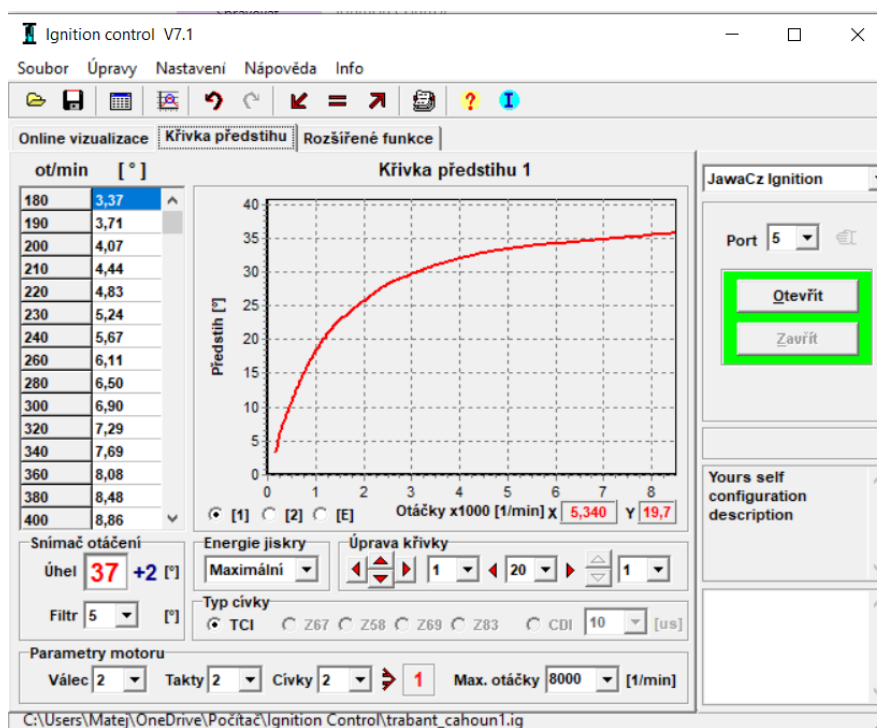 Ignition control V7.1
Soubor Úpravy Nastavení Nápověda Info
Online vizualizace Křivka předstihu Rozšířené funkce
ot/min [°]
180 3,37
190 3,71
200 4,07
210 4,44
220 4,83
230 5,24
240 5,67
260 6,11
280 6,50
300 6,90
320 7,29
340 7,69
360 8,08
380 8,48
400 8,86
Křivka předstihu 1
Předstih [°]
40
35
30
25
20
15
10
5
0
0 1 2 3 4 5 6 7 8
[1] [2] [E] Otáčky x1000 [1/min] X 5,340 Y 19,7
JawaCz Ignition
Port 5
Otevřít
Zavřít
Yours self
configuration
description
Snímač otáčení
Úhel 37 +2 [°]
Filtr 5 [°]
Energie jiskry
Maximální
Úprava křivky
1 20 1
Typ cívky
TCI Z67 Z58 Z69 Z83 CDI 10 [us]
Parametry motoru
Válec 2 Takty 2 Cívky 2 1 Max. otáčky 8000 [1/min]
C:\Users\Matej\OneDrive\Počítač\Ignition Control\trabant_cahoun1.ig